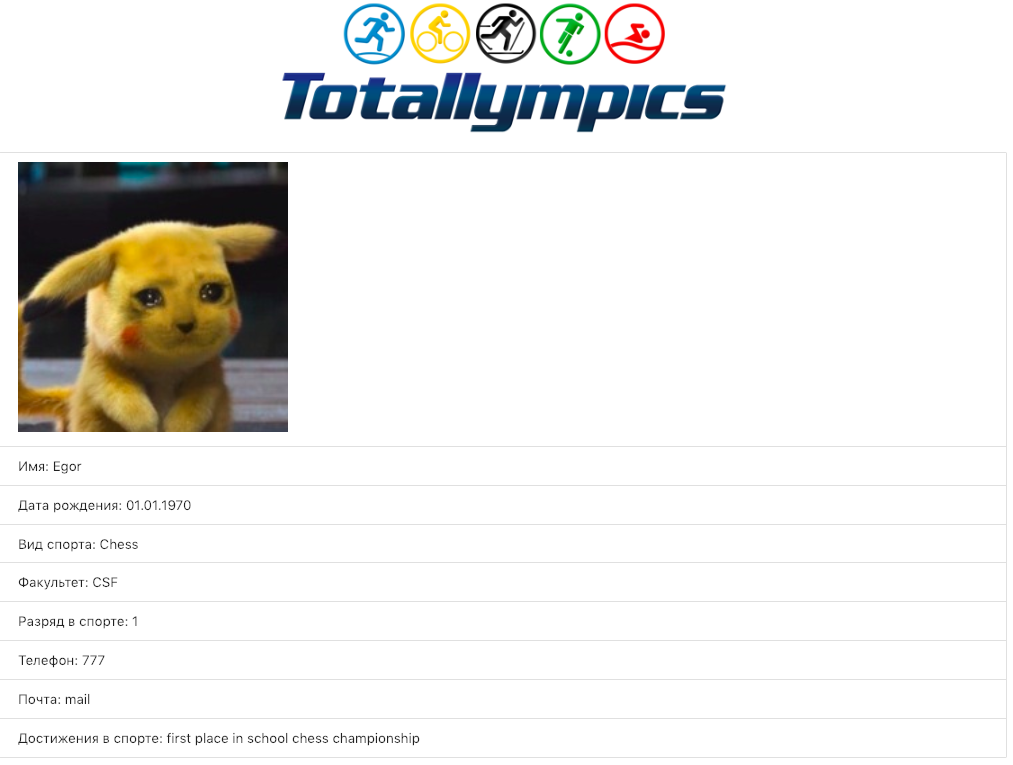 Totallympics
Имя: Egor
Дата рождения: 01.01.1970
Вид спорта: Chess
Факультет: CSF
Разряд в спорте: 1
Телефон: 777
Почта: mail
Достижения в спорте: first place in school chess championship